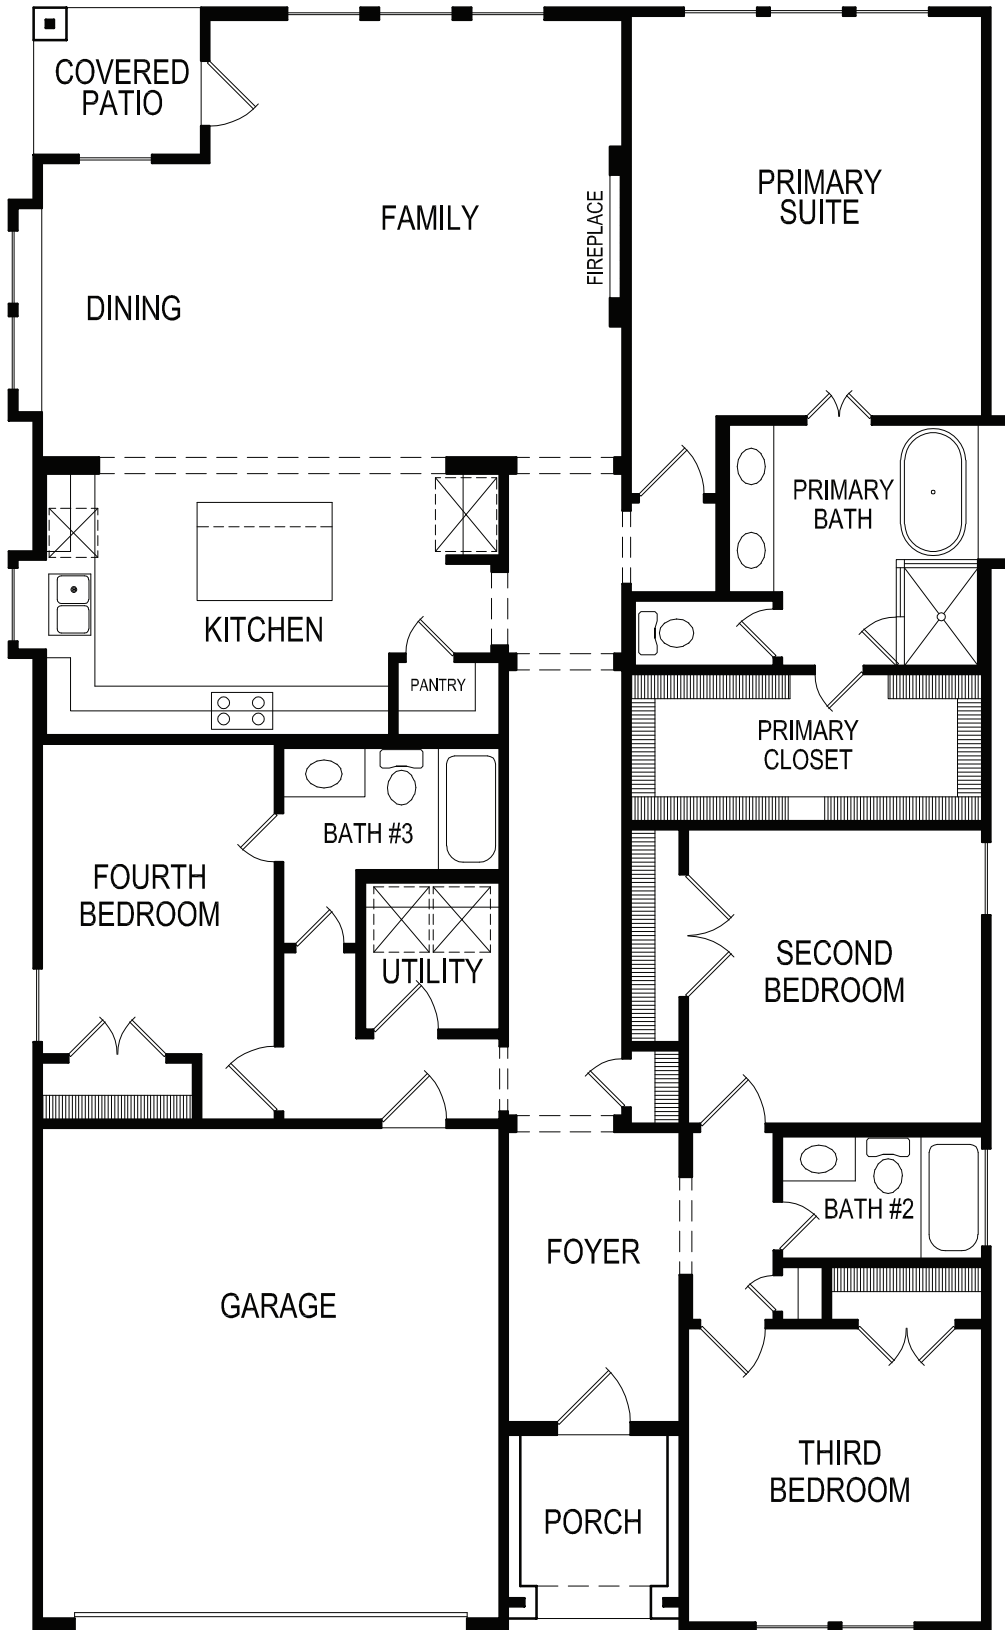 COVERED
PATIO
PRIMARY
SUITE
FAMILY
FIREPLACE
DINING
PRIMARY
BATH
KITCHEN
PANTRY
PRIMARY
CLOSET
BATH #3
FOURTH
BEDROOM
SECOND
BEDROOM
UTILITY
BATH #2
FOYER
GARAGE
THIRD
BEDROOM
PORCH